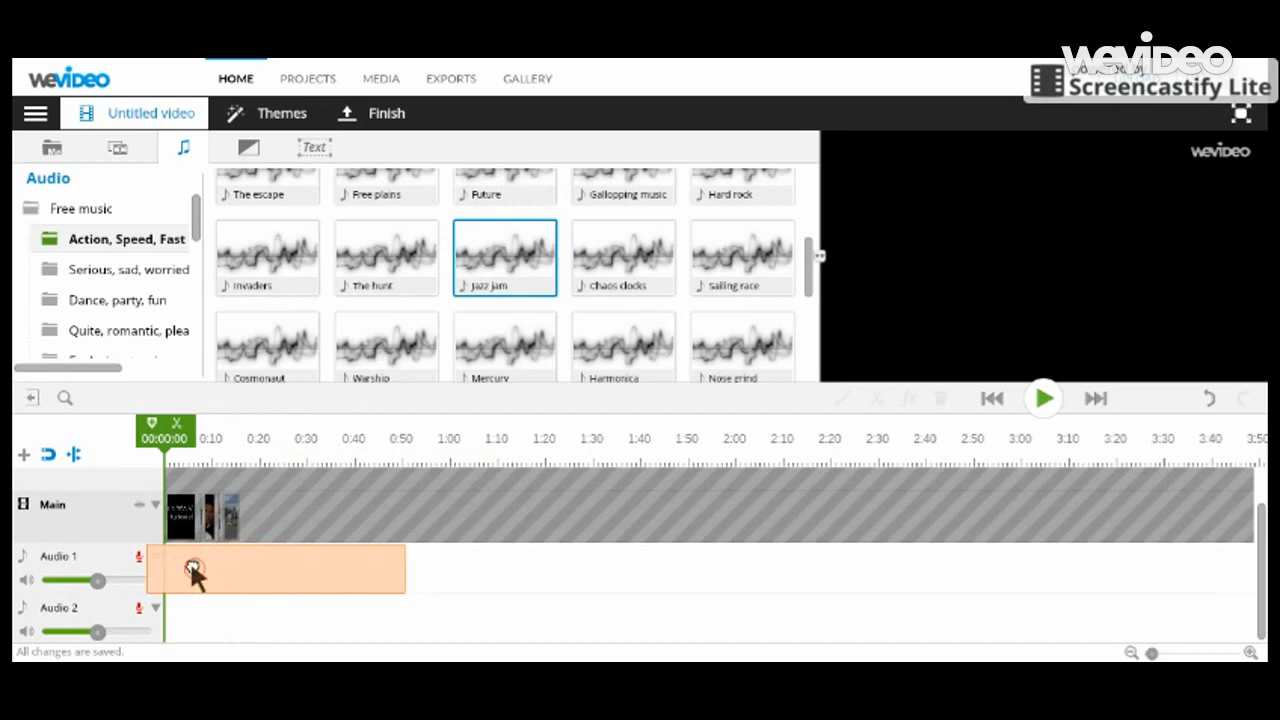 wevideo
Screencastify Lite
wevideo HOME PROJECTS MEDIA EXPORTS GALLERY
Untitled video Themes Finish
Text
wevideo
Audio
Free music
Action, Speed, Fast
Serious, sad, worried
Dance, party, fun
Quite, romantic, plea
The escape Free plains Future Gallopping music Hard rock
Invaders The hunt Jazz jam Chaos clocks Sailing race
Cosmonaut Warship Mercury Harmonica Nose grind
00:00:00 0:10 0:20 0:30 0:40 0:50 1:00 1:10 1:20 1:30 1:40 1:50 2:00 2:10 2:20 2:30 2:40 2:50 3:00 3:10 3:20 3:30 3:40 3:50
Main
Audio 1
Audio 2
All changes are saved.